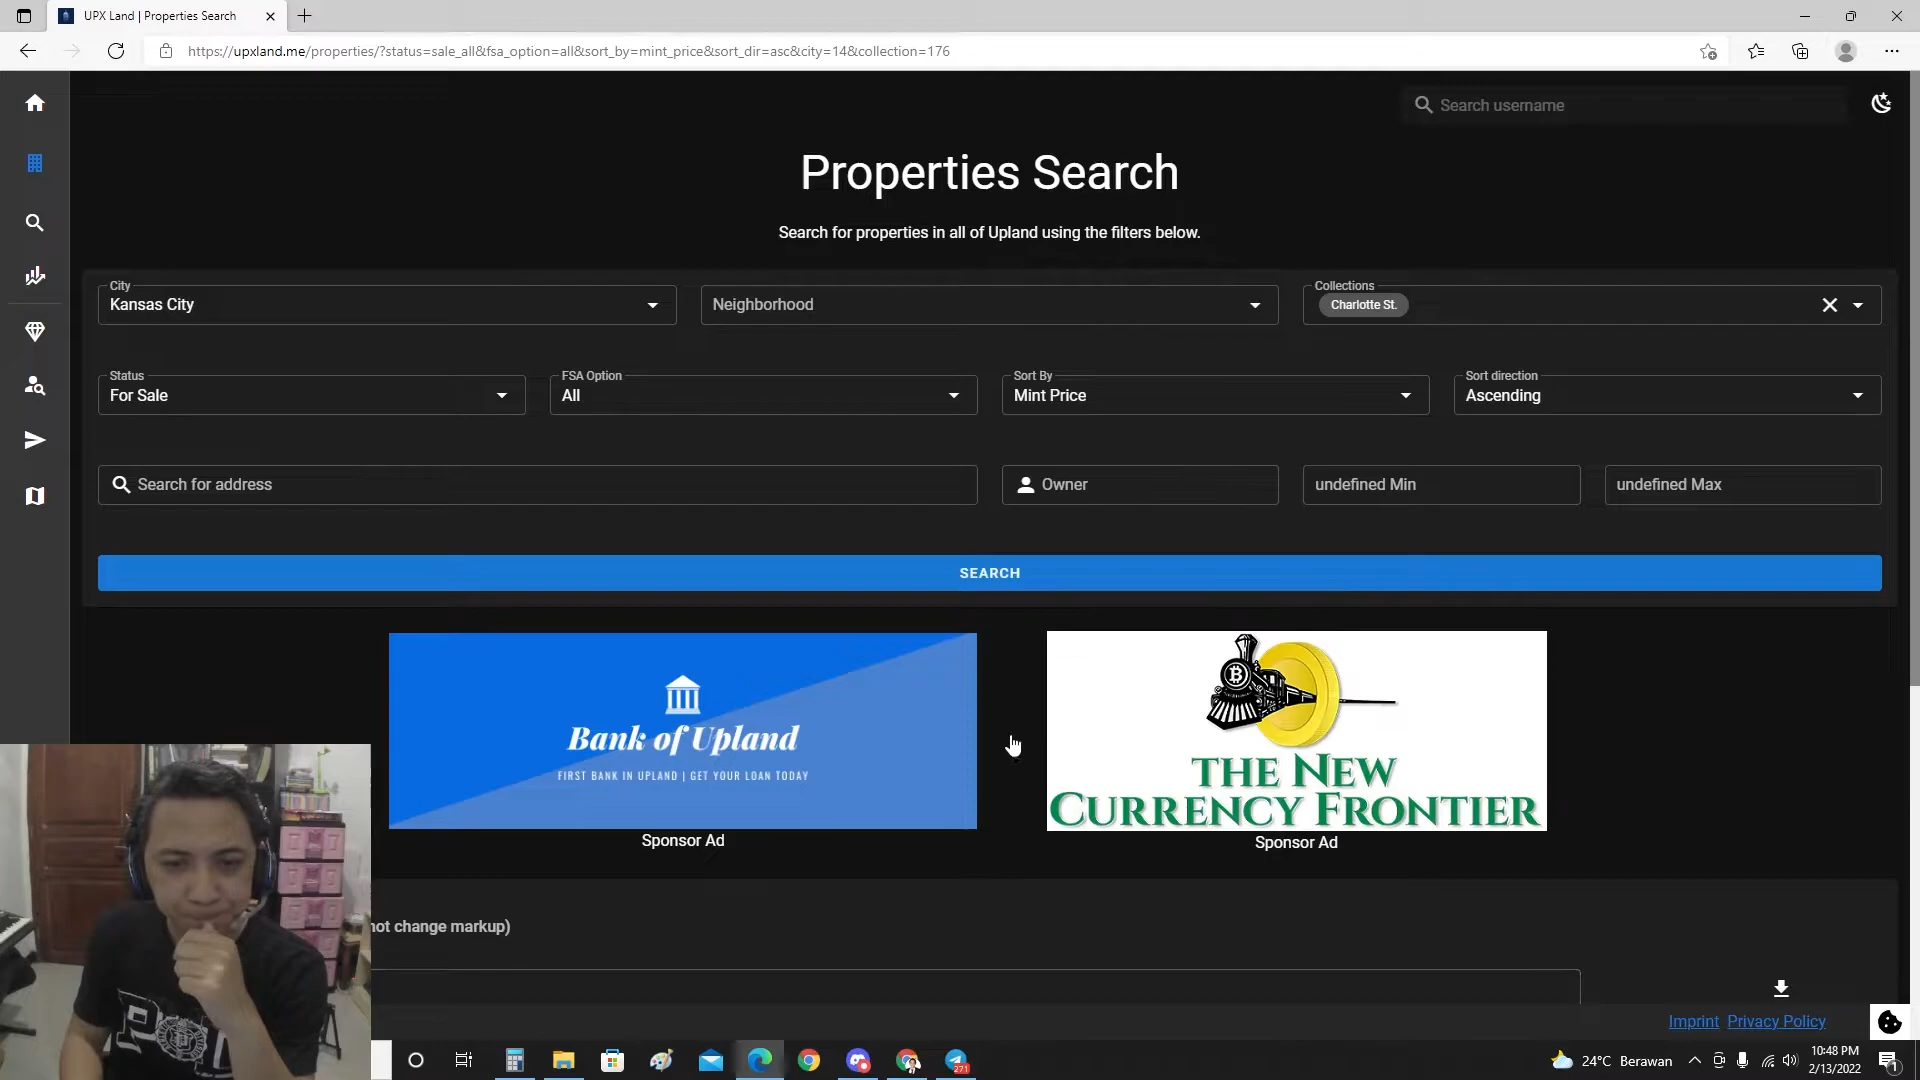 UPX Land | Properties Search
https://upxland.me/properties/?status=sale_all&fsa_option=all&sort_by=mint_price&sort_dir=asc&city=14&collection=176
Search username
Properties Search
Search for properties in all of Upland using the filters below.
City
Kansas City
Neighborhood
Collections
Charlotte St.
Status
For Sale
FSA Option
All
Sort By
Mint Price
Sort direction
Ascending
Search for address
Owner
undefined Min
undefined Max
SEARCH
Bank of Upland
FIRST BANK IN UPLAND | GET YOUR LOAN TODAY
Sponsor Ad
THE NEW
CURRENCY FRONTIER
Sponsor Ad
not change markup)
Imprint Privacy Policy
271
24°C Berawan
10:48 PM
2/13/2022
1